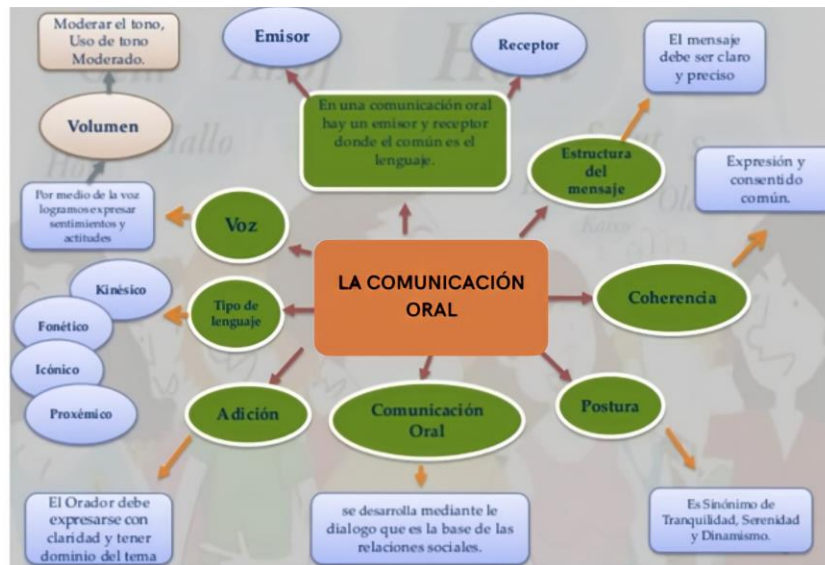 Moderar el tono,
Uso de tono
Moderado.
Emisor
Receptor
El mensaje
debe ser claro
y preciso
Volumen
En una comunicación oral
hay un emisor y receptor
donde el común es el
lenguaje.
Hallo
Estructura
del
mensaje
Expresión y
consentido
común.
Por medio de la voz
logramos expresar
sentimientos y
actitudes
Voz
LA COMUNICACIÓN
ORAL
Coherencia
Kinésico
Tipo de
lenguaje
Fonético
Icónico
Proxémico
Adición
Comunicación
Oral
Postura
El Orador debe
expresarse con
claridad y tener
dominio del tema
se desarrolla mediante le
dialogo que es la base de las
relaciones sociales.
Es Sinónimo de
Tranquilidad, Serenidad
y Dinamismo.